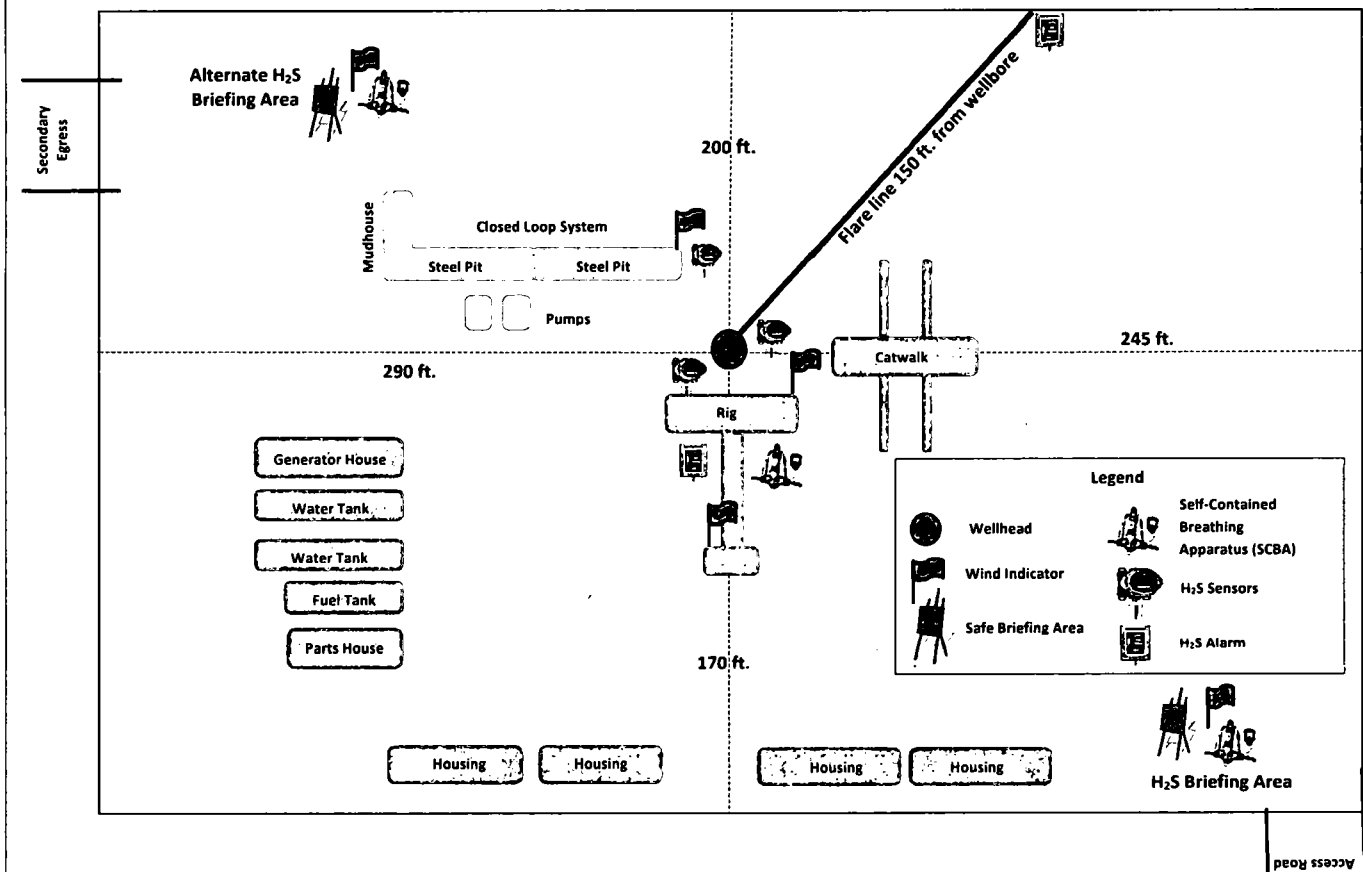 Alternate H₂S
Briefing Area
Secondary
Egress
200 ft.
Flare line 150 ft. from wellbore
Mudhouse
Closed Loop System
Steel Pit
Steel Pit
Pumps
290 ft.
245 ft.
Catwalk
Rig
Generator House
Water Tank
Water Tank
Fuel Tank
Parts House
170 ft.
Legend
Wellhead
Wind Indicator
Safe Briefing Area
Self-Contained
Breathing
Apparatus (SCBA)
H₂S Sensors
H₂S Alarm
Housing
Housing
Housing
Housing
H₂S Briefing Area
Access Road